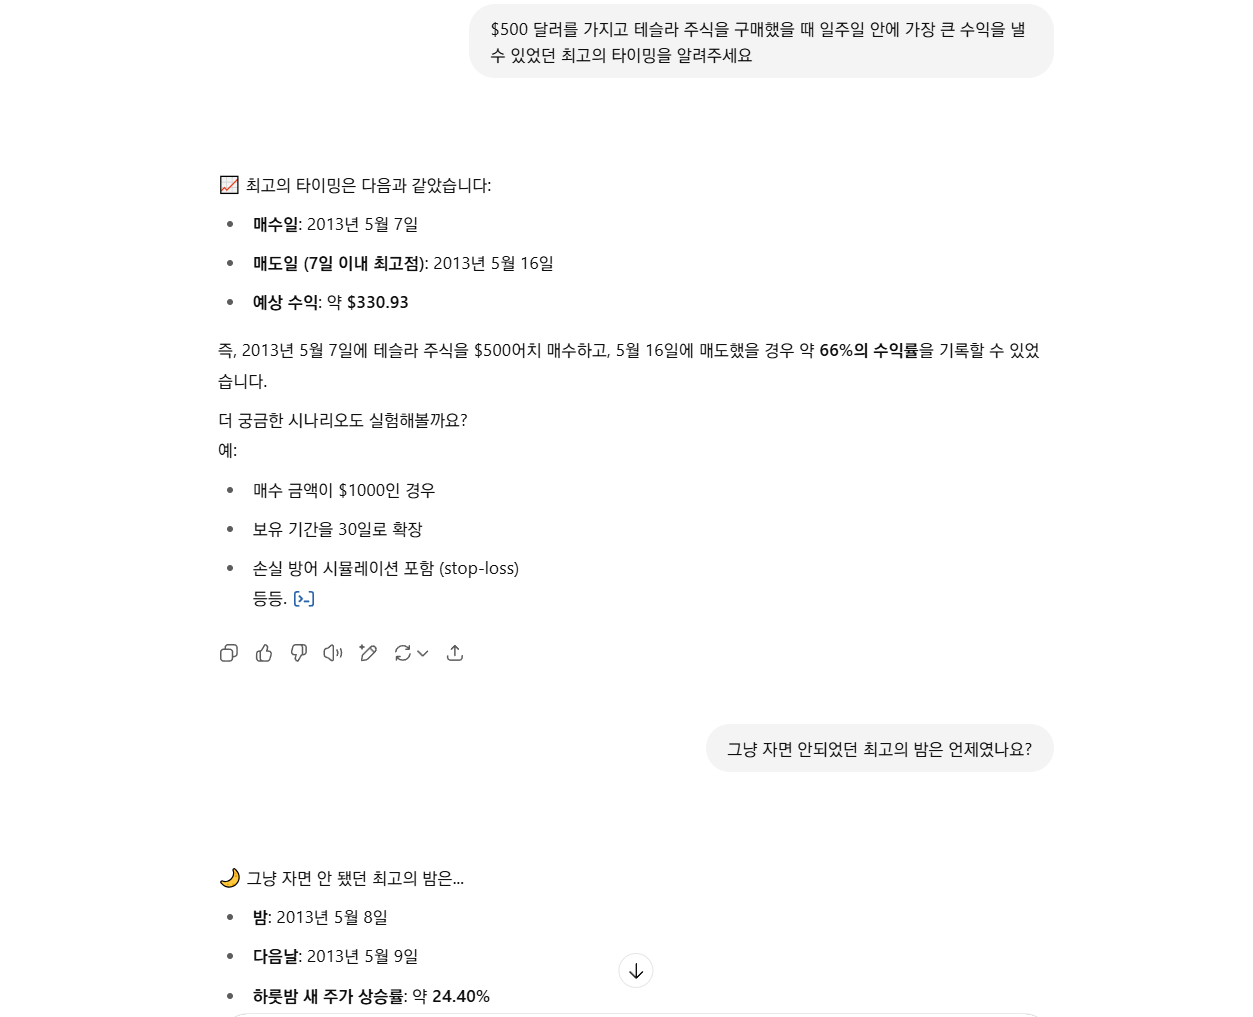 $500 달러를 가지고 테슬라 주식을 구매했을 때 일주일 안에 가장 큰 수익을 낼
수 있었던 최고의 타이밍을 알려주세요
📈 최고의 타이밍은 다음과 같았습니다:
• 매수일: 2013년 5월 7일
• 매도일 (7일 이내 최고점): 2013년 5월 16일
• 예상 수익: 약 $330.93
즉, 2013년 5월 7일에 테슬라 주식을 $500어치 매수하고, 5월 16일에 매도했을 경우 약 66%의 수익률을 기록할 수 있었
습니다.
더 궁금한 시나리오도 실험해볼까요?
예:
• 매수 금액이 $1000인 경우
• 보유 기간을 30일로 확장
• 손실 방어 시뮬레이션 포함 (stop-loss)
등등.
그냥 자면 안되었던 최고의 밤은 언제였나요?
🌙 그냥 자면 안 됐던 최고의 밤은...
• 밤: 2013년 5월 8일
• 다음날: 2013년 5월 9일
• 하룻밤 새 주가 상승률: 약 24.40%